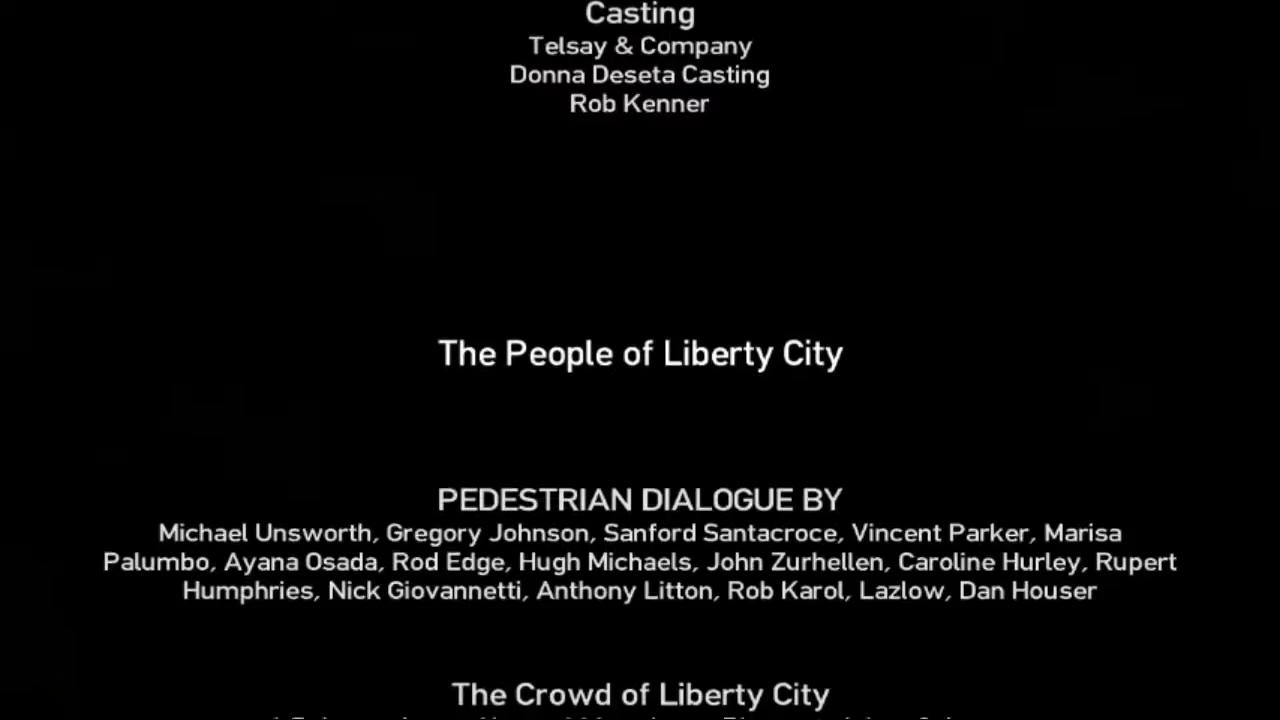 Casting
Telsay & Company
Donna Deseta Casting
Rob Kenner
The People of Liberty City
PEDESTRIAN DIALOGUE BY
Michael Unsworth, Gregory Johnson, Sanford Santacroce, Vincent Parker, Marisa
Palumbo, Ayana Osada, Rod Edge, Hugh Michaels, John Zurhellen, Caroline Hurley, Rupert
Humphries, Nick Giovannetti, Anthony Litton, Rob Karol, Lazlow, Dan Houser
The Crowd of Liberty City